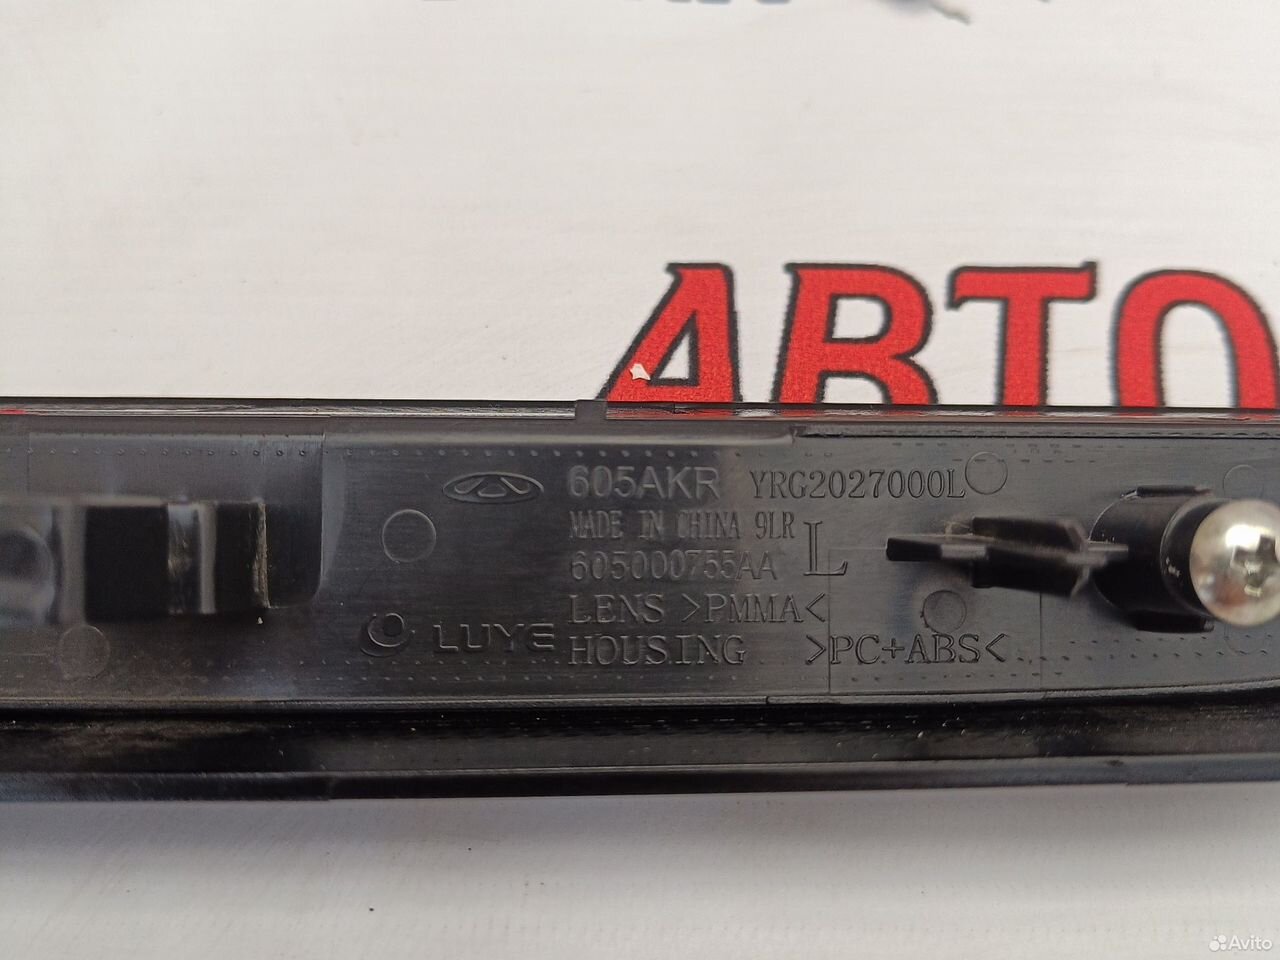 АВТО
605AKR YRG2027000L
MADE IN CHINA 9LR
605000755AA L
LENS >PMMA<
LUYE HOUSING >PC+ABS<
Avito